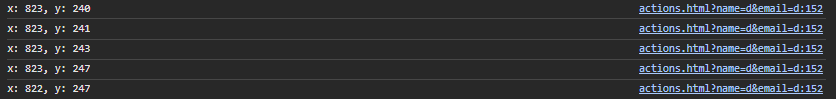 x: 823, y: 240 actions.html?name=d&email=d:152
x: 823, y: 241 actions.html?name=d&email=d:152
x: 823, y: 243 actions.html?name=d&email=d:152
x: 823, y: 247 actions.html?name=d&email=d:152
x: 822, y: 247 actions.html?name=d&email=d:152